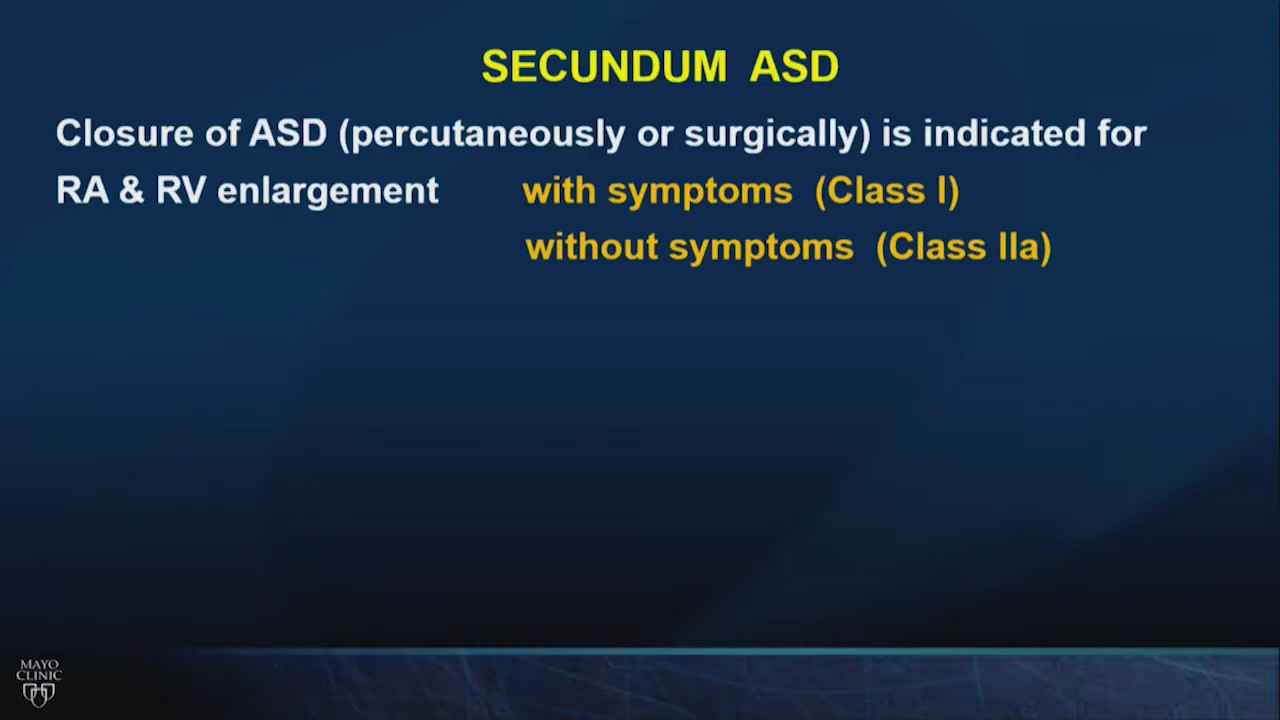 SECUNDUM ASD
Closure of ASD (percutaneously or surgically) is indicated for
RA & RV enlargement with symptoms (Class I)
without symptoms (Class IIa)
MAYO
CLINIC